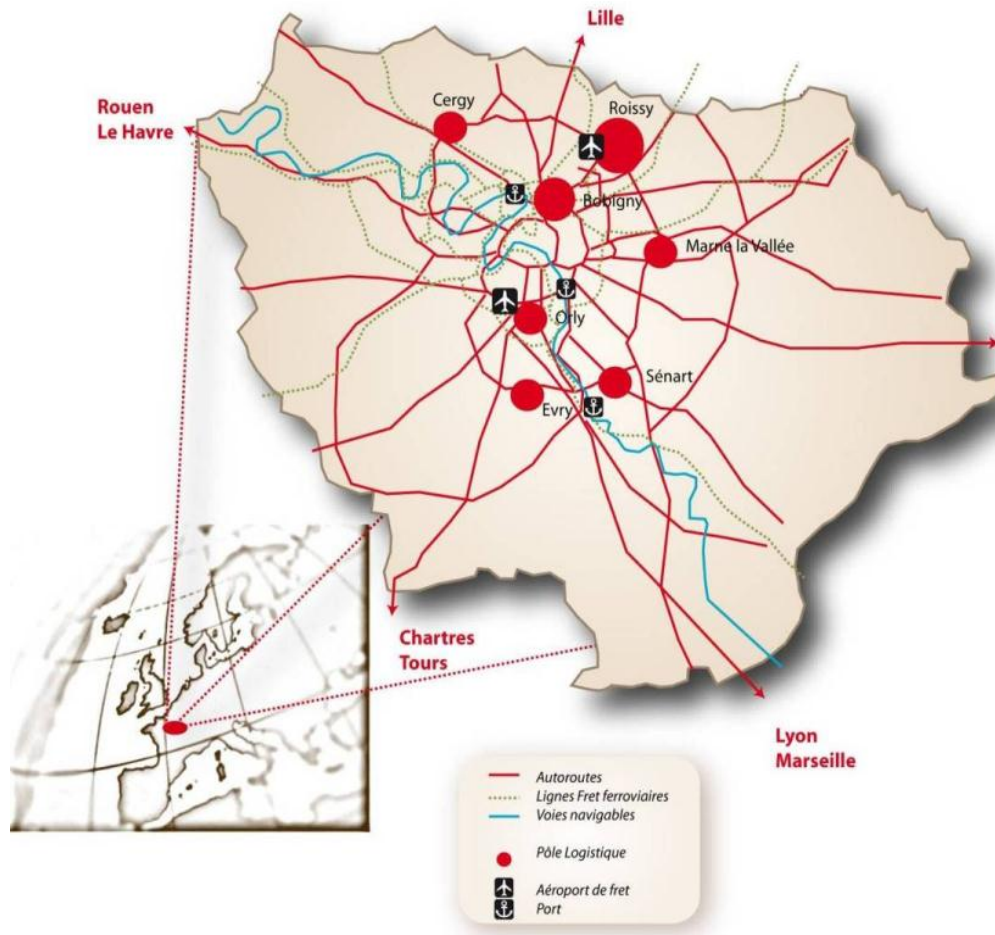 Lille
Rouen
Le Havre
Cergy
Roissy
Bobigny
Marne la Vallée
Orly
Sénart
Evry
Chartres
Tours
Lyon
Marseille
Autoroutes
Lignes Fret ferroviaires
Voies navigables
Pôle Logistique
Aéroport de fret
Port